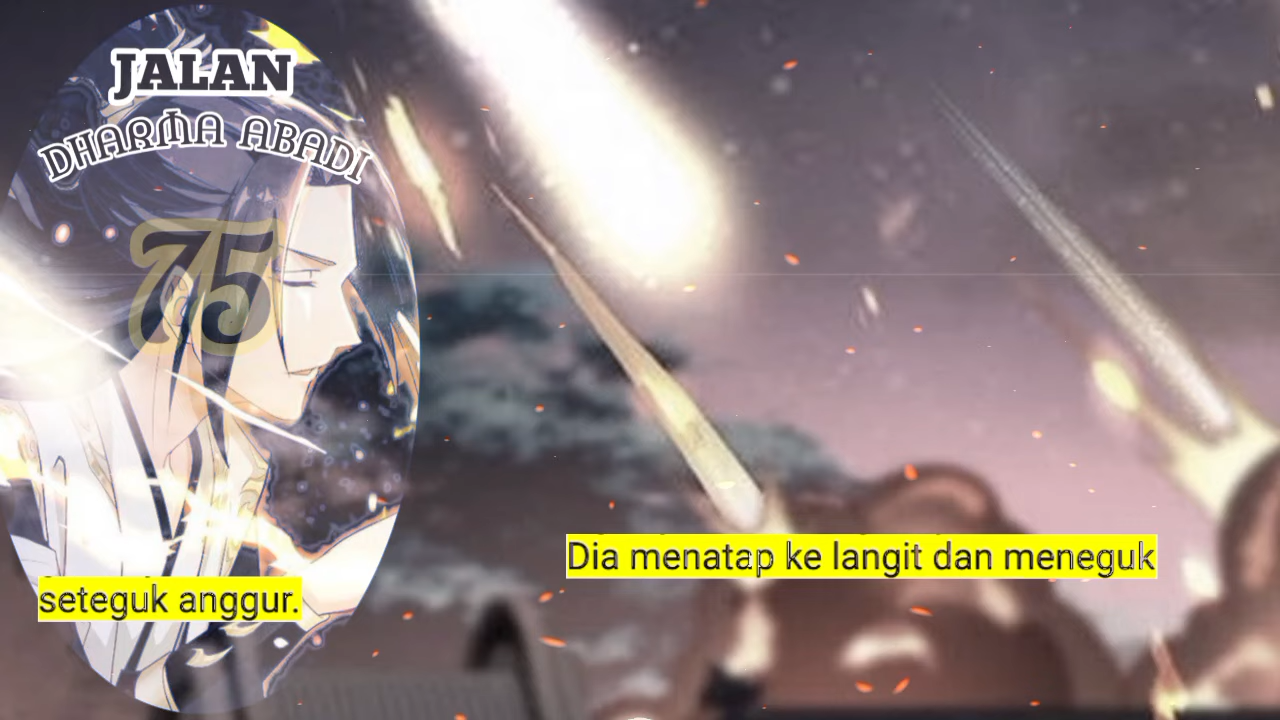 JALAN
DHARMA ABADI
75
Dia menatap ke langit dan meneguk
seteguk anggur.